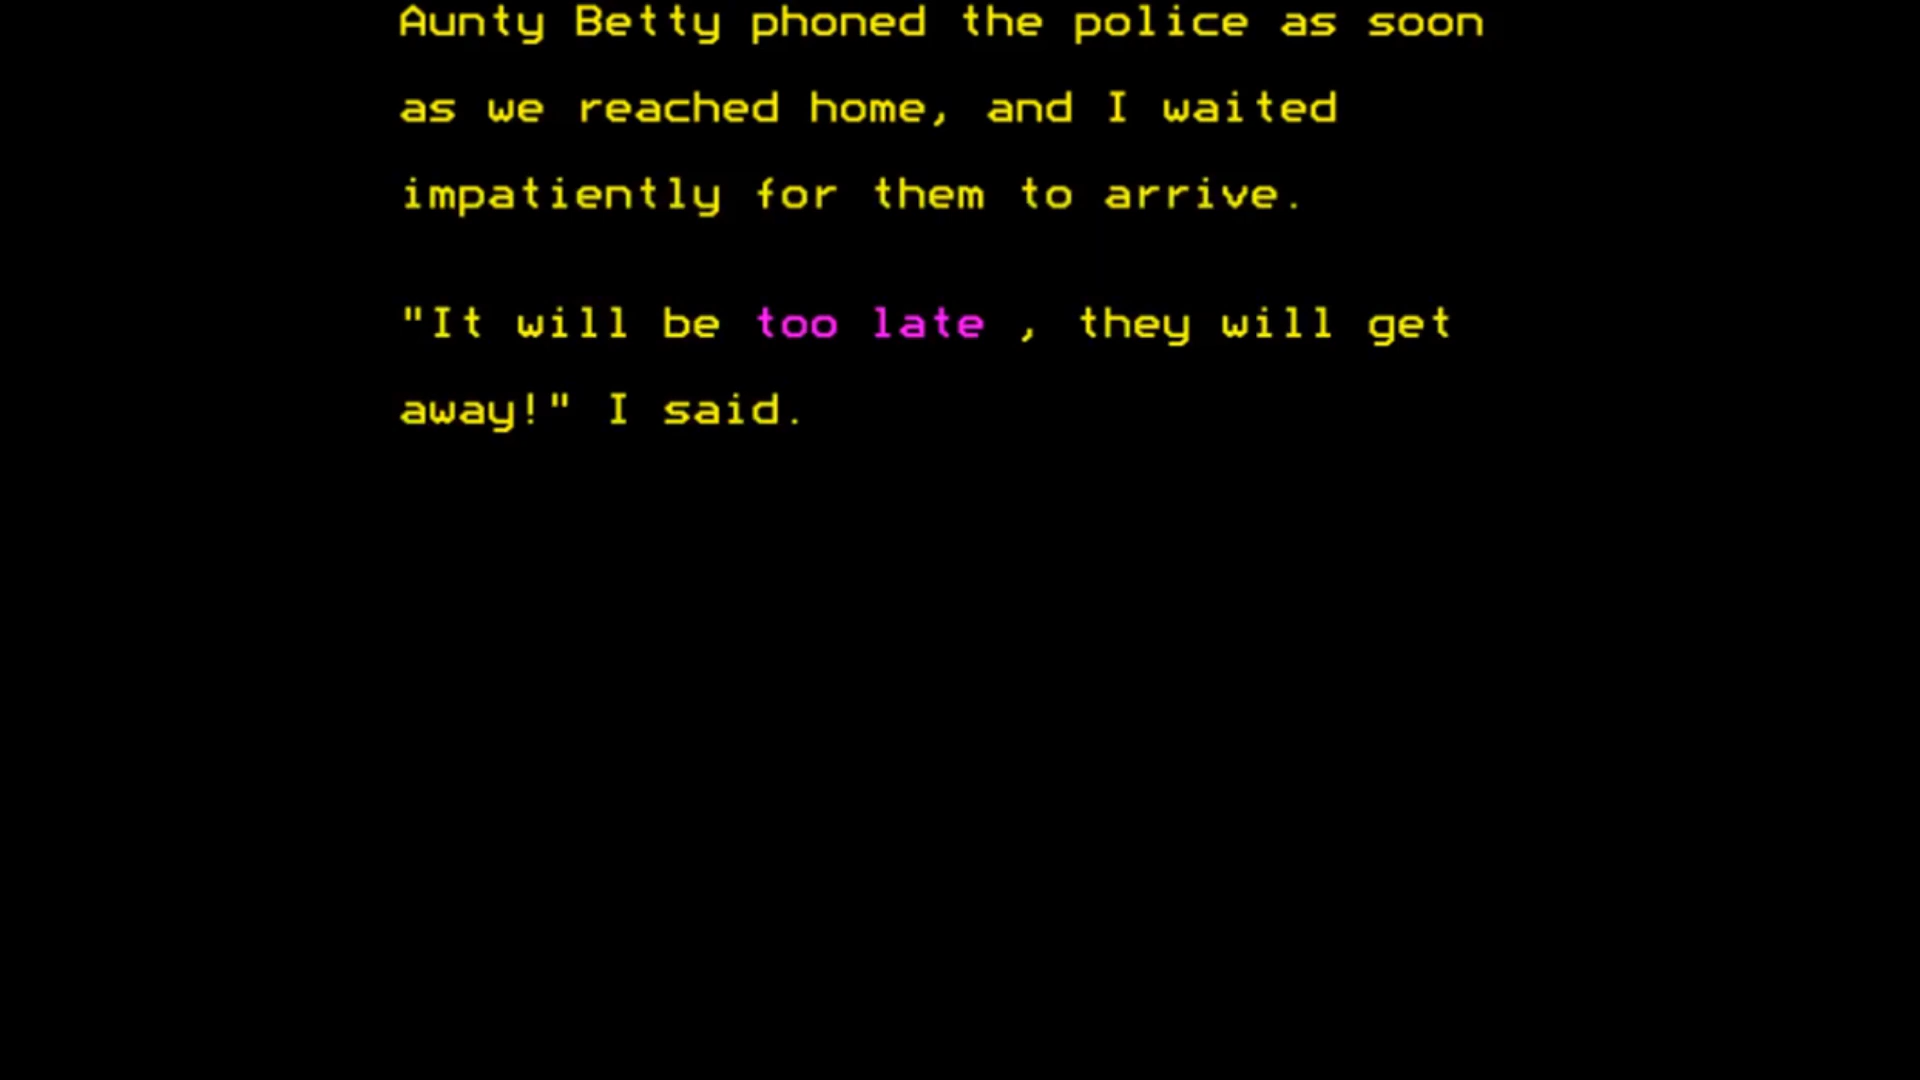 Aunty Betty phoned the police as soon
as we reached home, and I waited
impatiently for them to arrive.
"It will be too late , they will get
away!" I said.